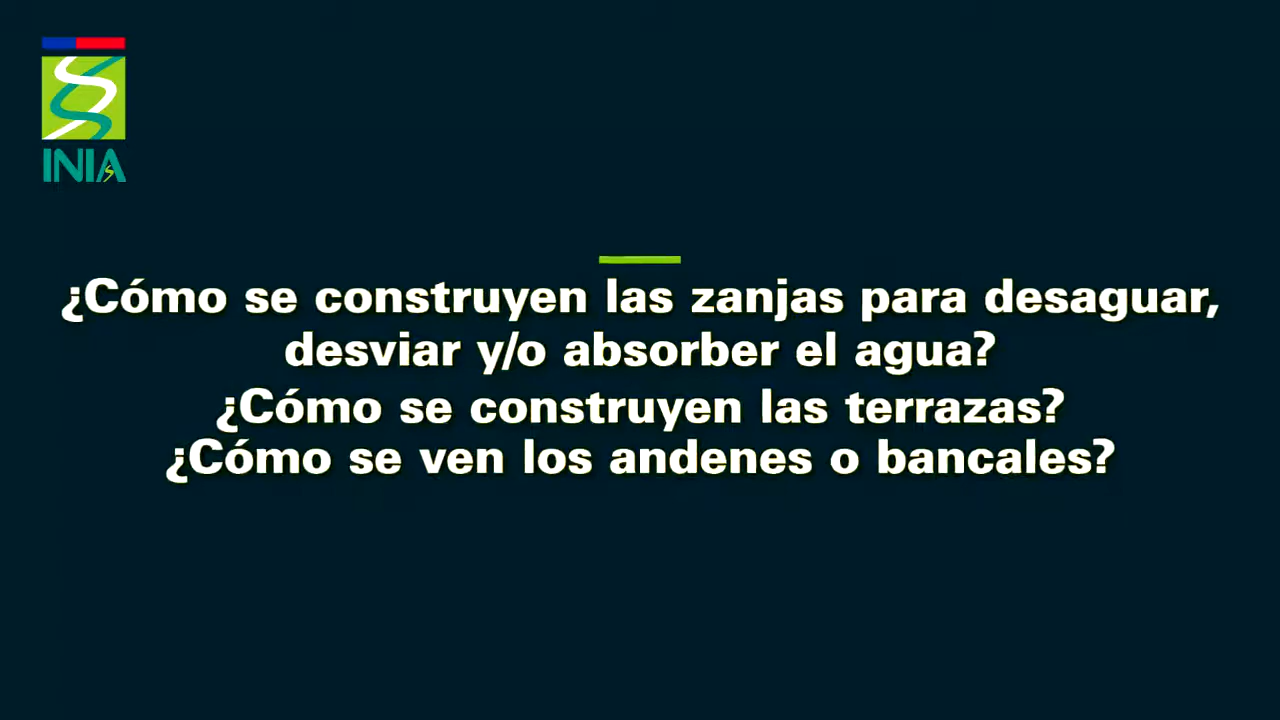 INIA
¿Cómo se construyen las zanjas para desaguar,
desviar y/o absorber el agua?
¿Cómo se construyen las terrazas?
¿Cómo se ven los andenes o bancales?